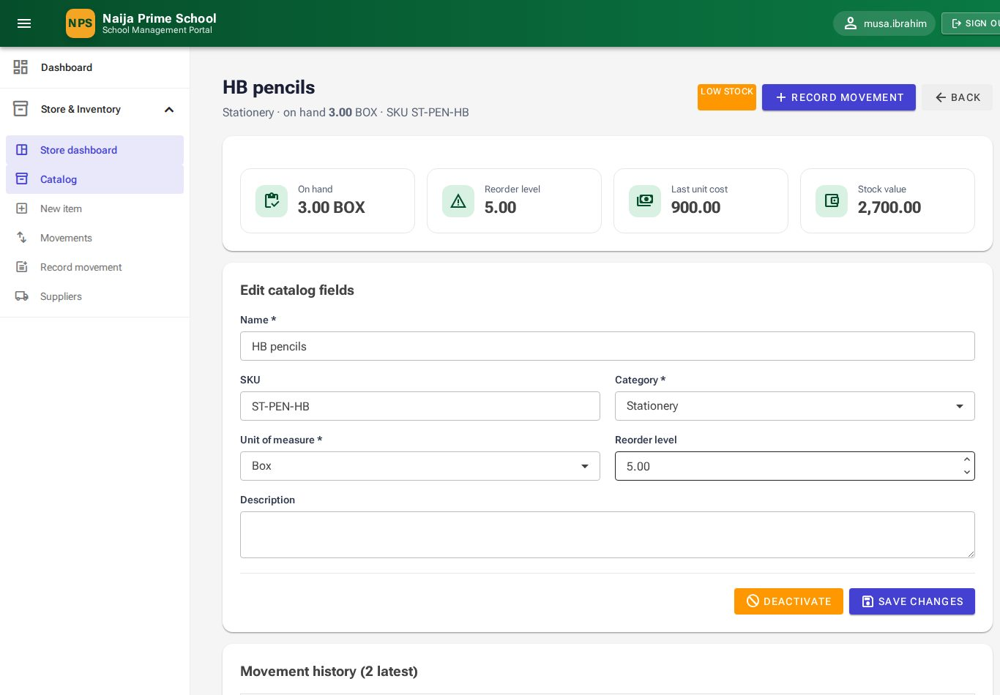 NPS
Naija Prime School
School Management Portal
musa.ibrahim
SIGN OU
Dashboard
Store & Inventory
Store dashboard
Catalog
New item
Movements
Record movement
Suppliers
HB pencils
Stationery · on hand 3.00 BOX · SKU ST-PEN-HB
LOW STOCK
RECORD MOVEMENT
BACK
On hand
3.00 BOX
Reorder level
5.00
Last unit cost
900.00
Stock value
2,700.00
Edit catalog fields
Name *
HB pencils
SKU
ST-PEN-HB
Category *
Stationery
Unit of measure *
Box
Reorder level
5.00
Description
DEACTIVATE
SAVE CHANGES
Movement history (2 latest)